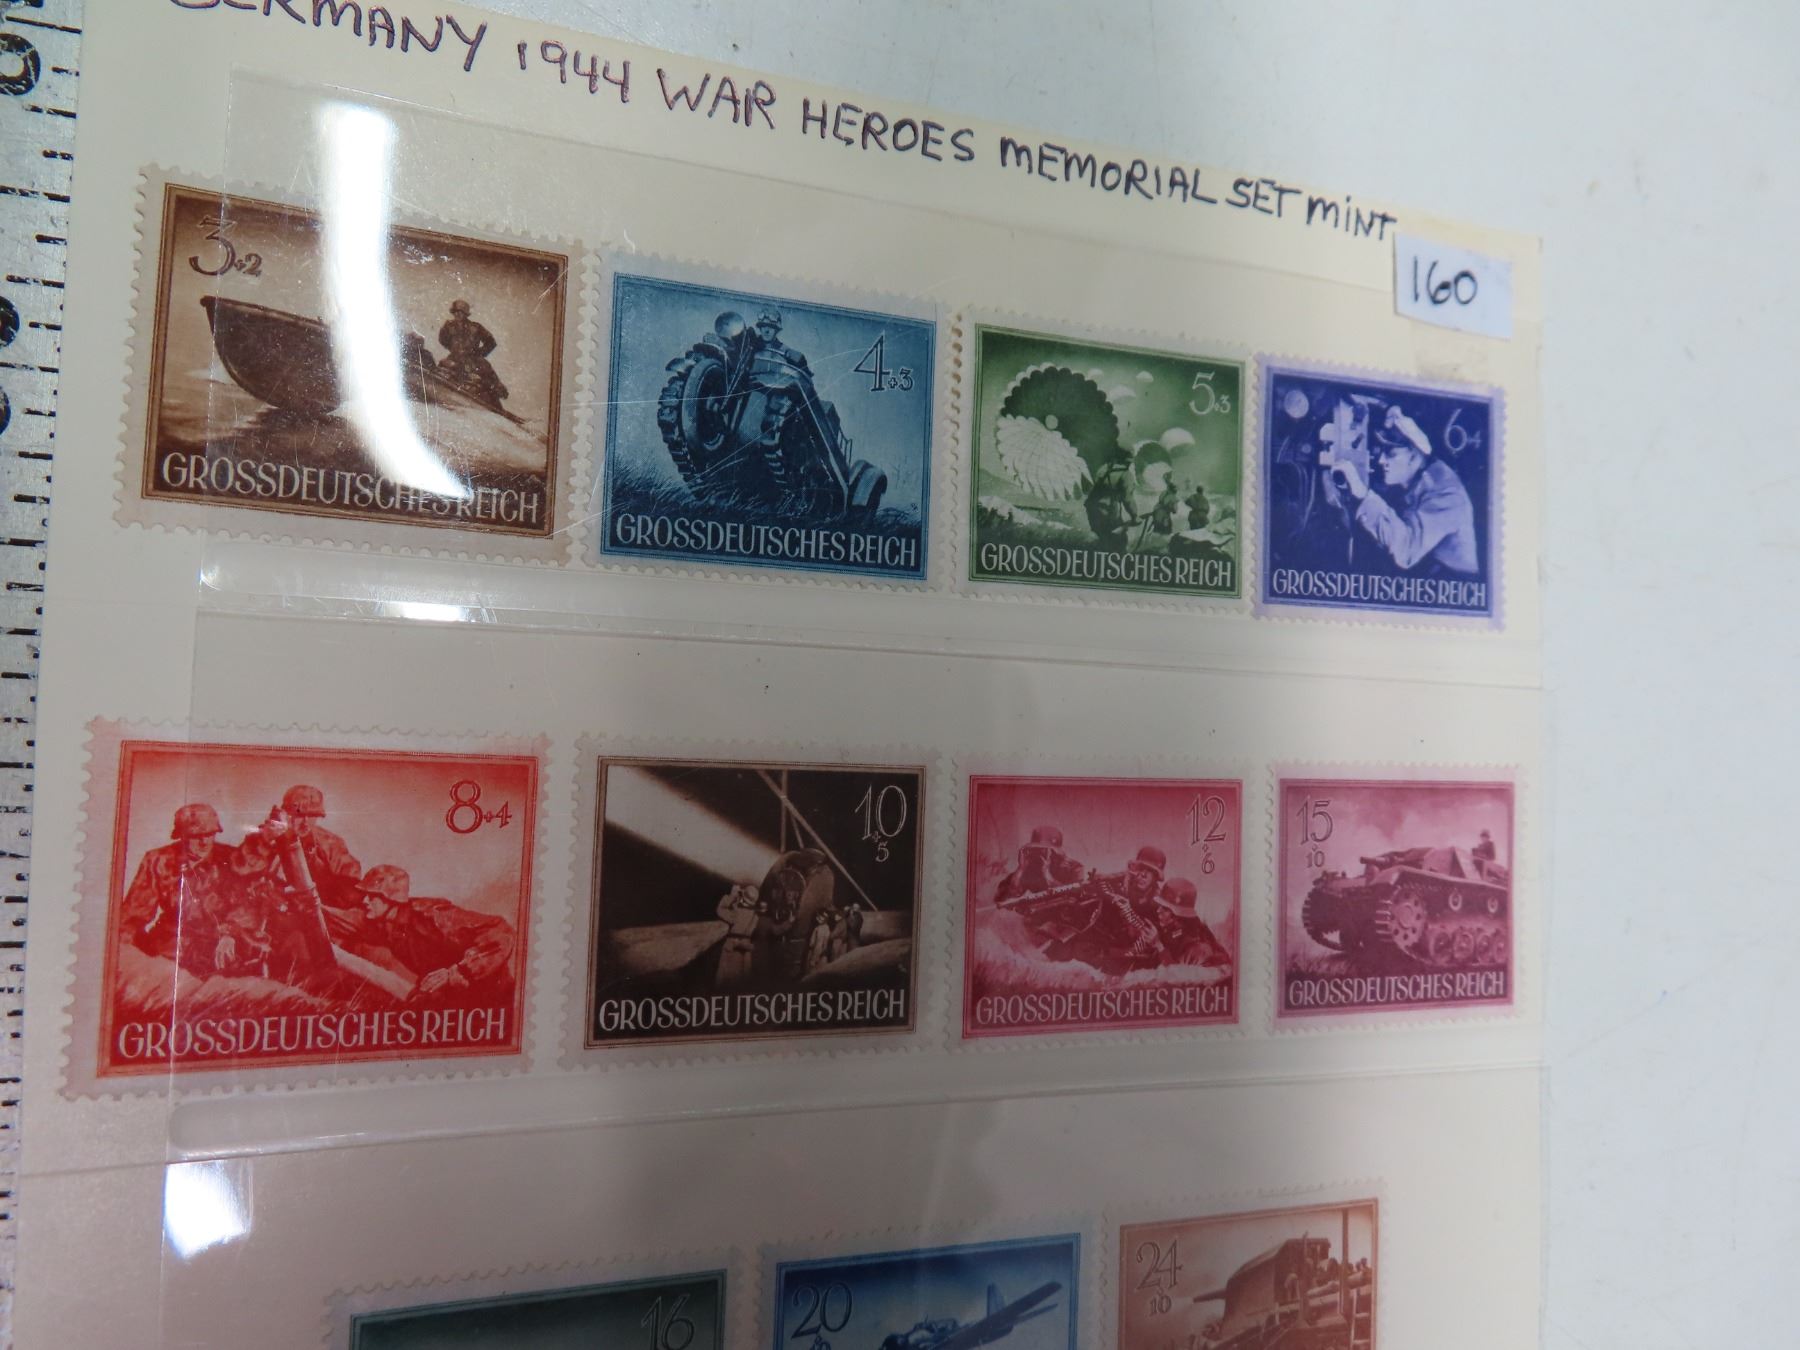 GERMANY 1944 WAR HEROES MEMORIAL SET MINT
160
3+2
GROSSDEUTSCHES REICH
4+3
GROSSDEUTSCHES REICH
5+3
GROSSDEUTSCHES REICH
6+4
GROSSDEUTSCHES REICH
8+4
GROSSDEUTSCHES REICH
10
+
5
GROSSDEUTSCHES REICH
12
+
6
GROSSDEUTSCHES REICH
15
+
10
GROSSDEUTSCHES REICH
16
20
24
+
10